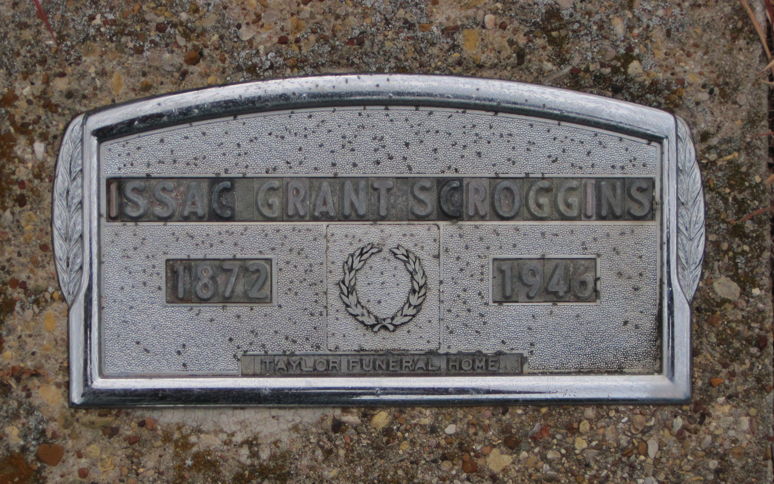 ISSAC GRANT SCROGGINS
1872 1946
TAYLOR FUNERAL HOME